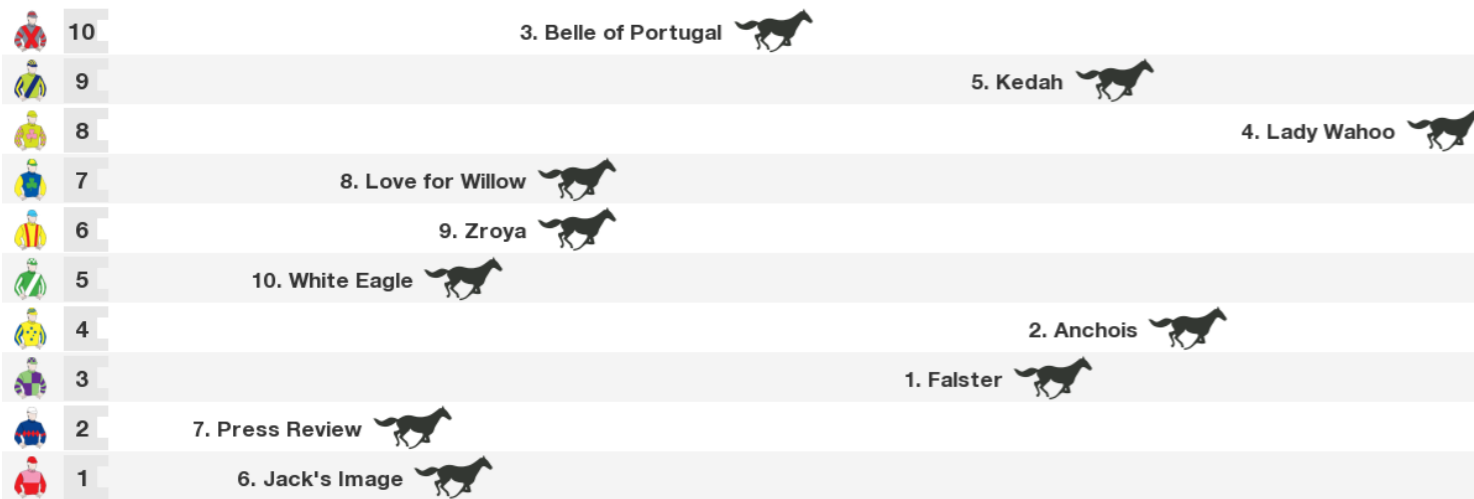 10 3. Belle of Portugal
9 5. Kedah
8 4. Lady Wahoo
7 8. Love for Willow
6 9. Zroya
5 10. White Eagle
4 2. Anchois
3 1. Falster
2 7. Press Review
1 6. Jack's Image